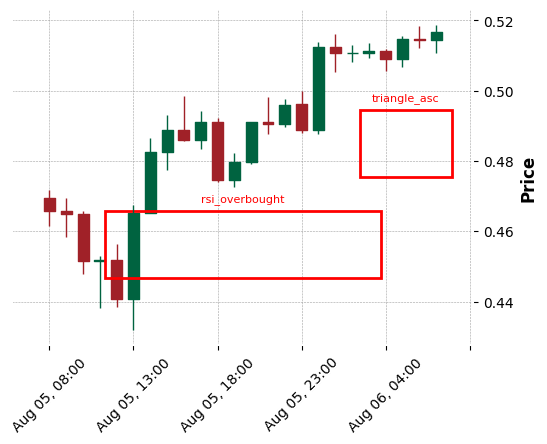 0.52
triangle_asc
0.50
0.48
Price
rsi_overbought
0.46
0.44
Aug 05, 08:00
Aug 05, 13:00
Aug 05, 18:00
Aug 05, 23:00
Aug 06, 04:00